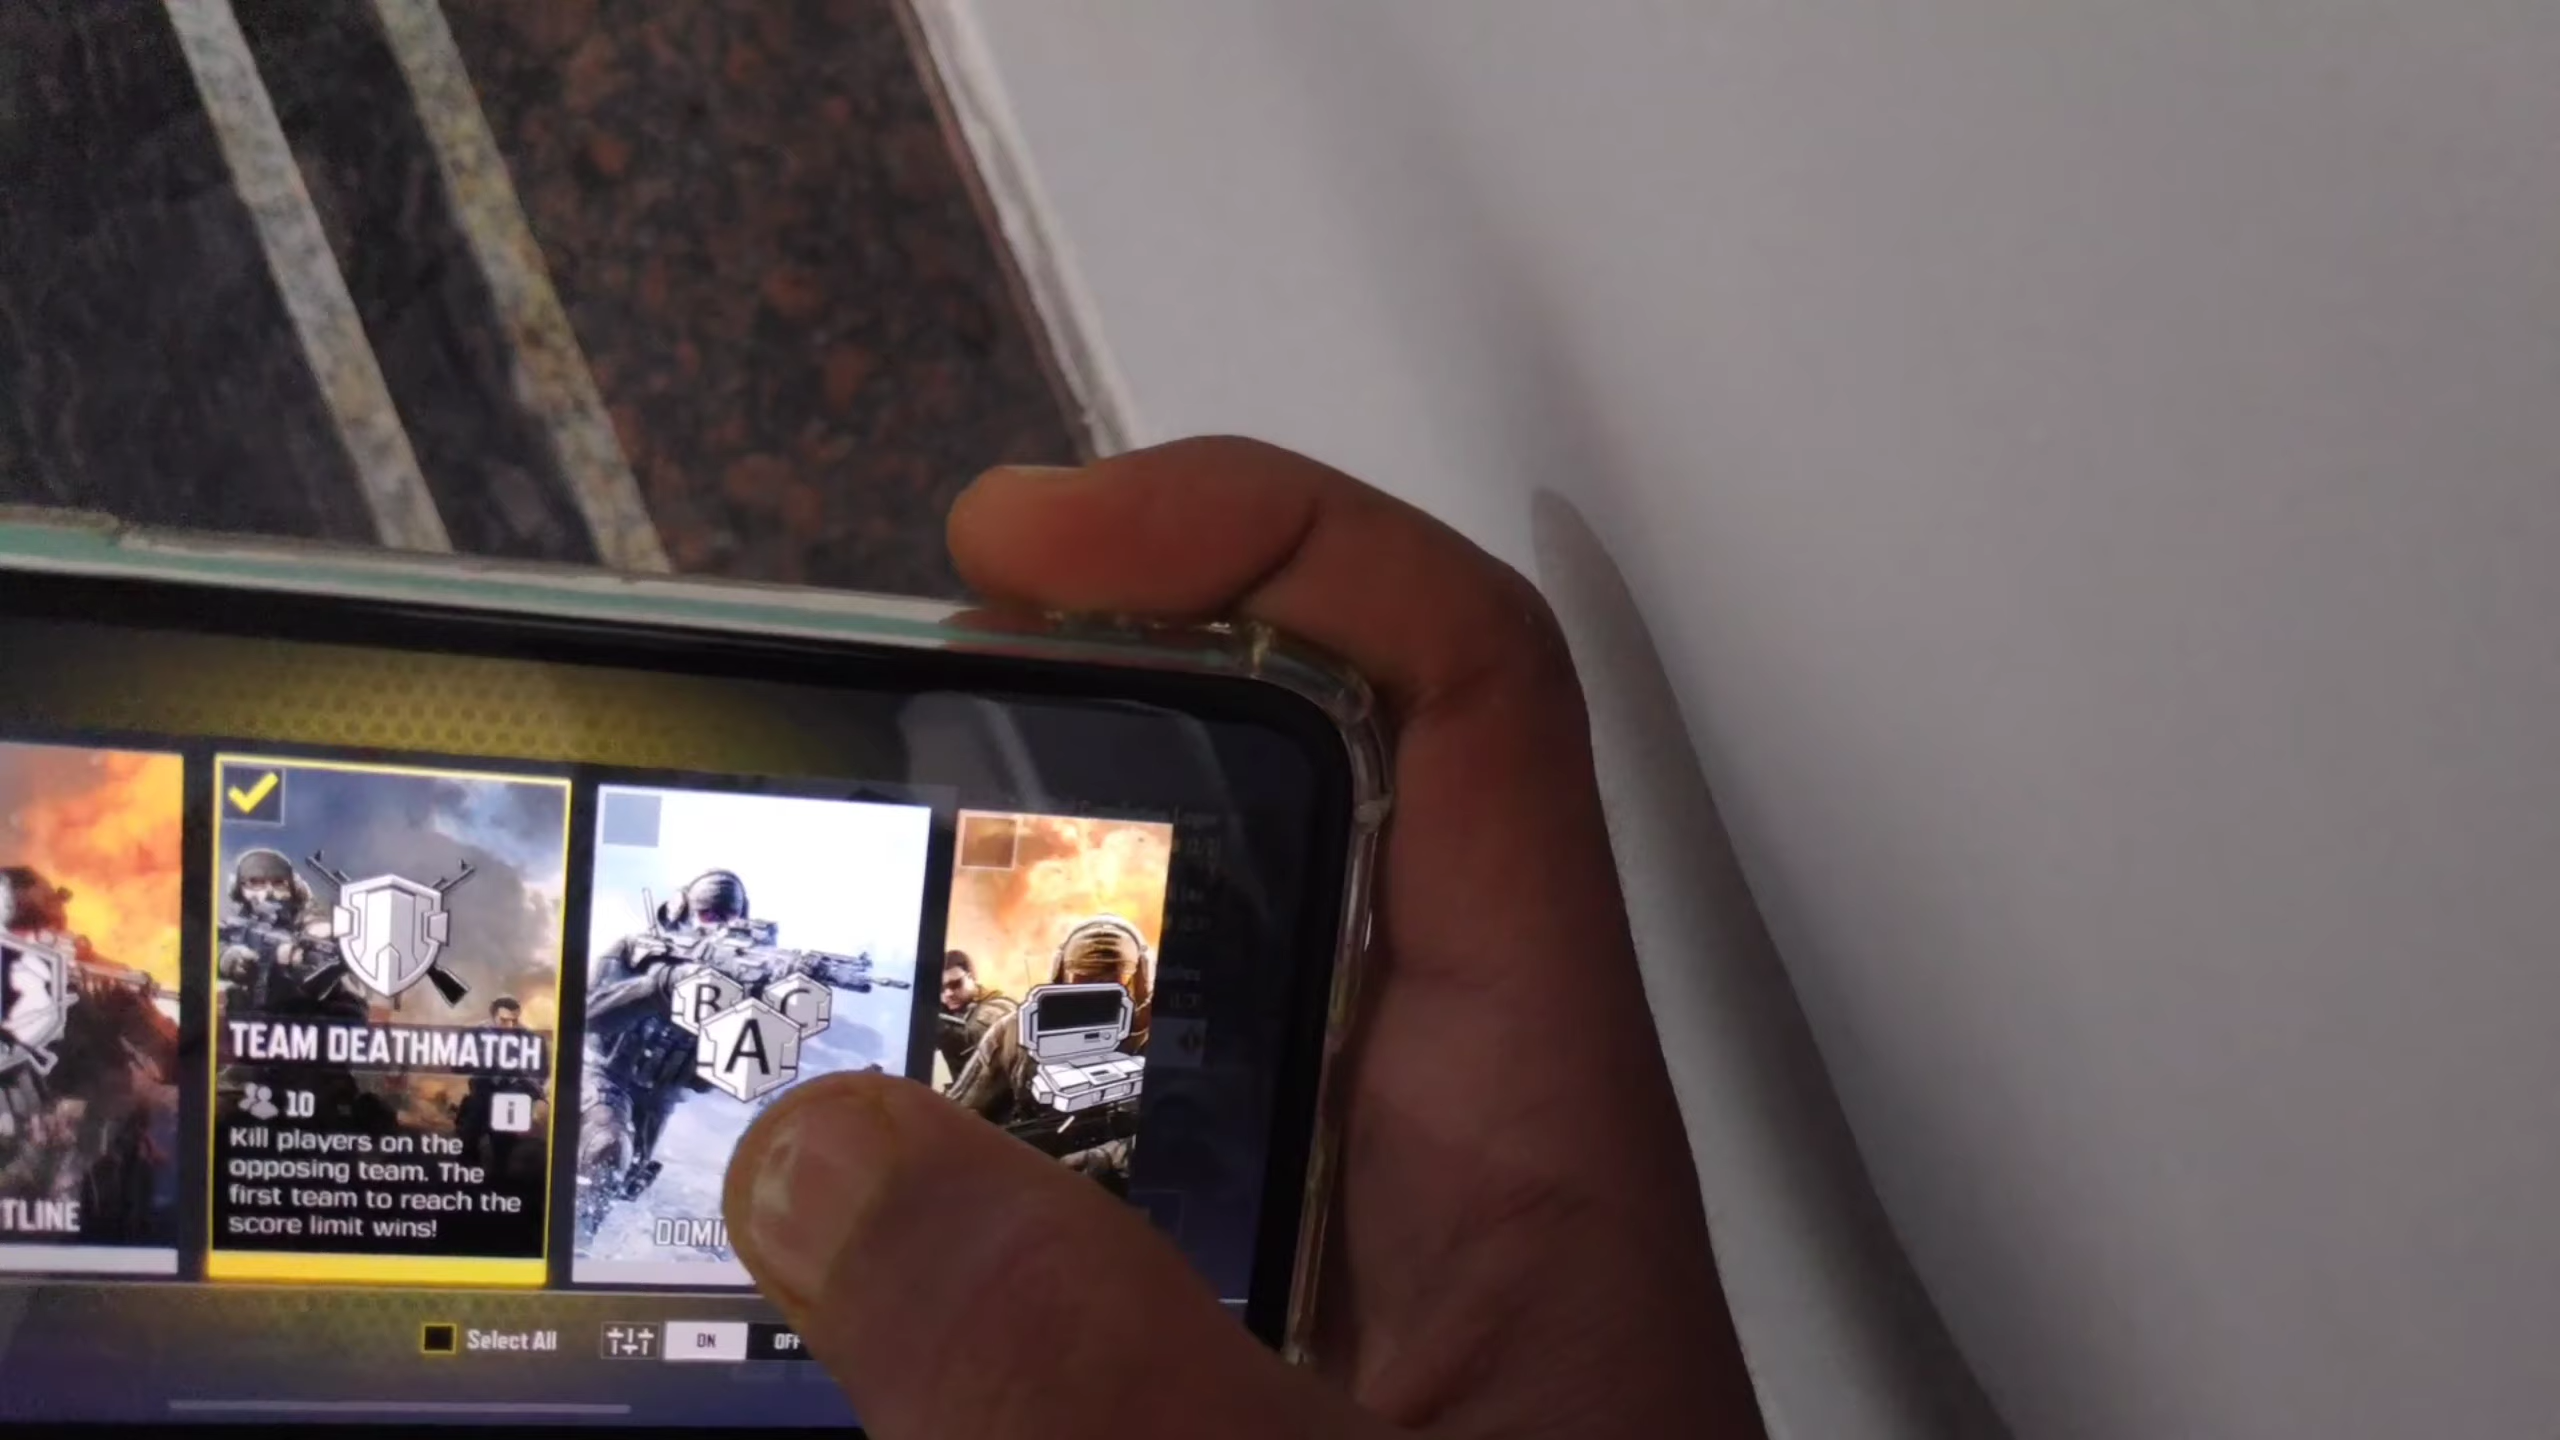 TLINE
TEAM DEATHMATCH
10
i
Kill players on the
opposing team. The
first team to reach the
score limit wins!
B C
A
DOMI
Select All
ON
OFF